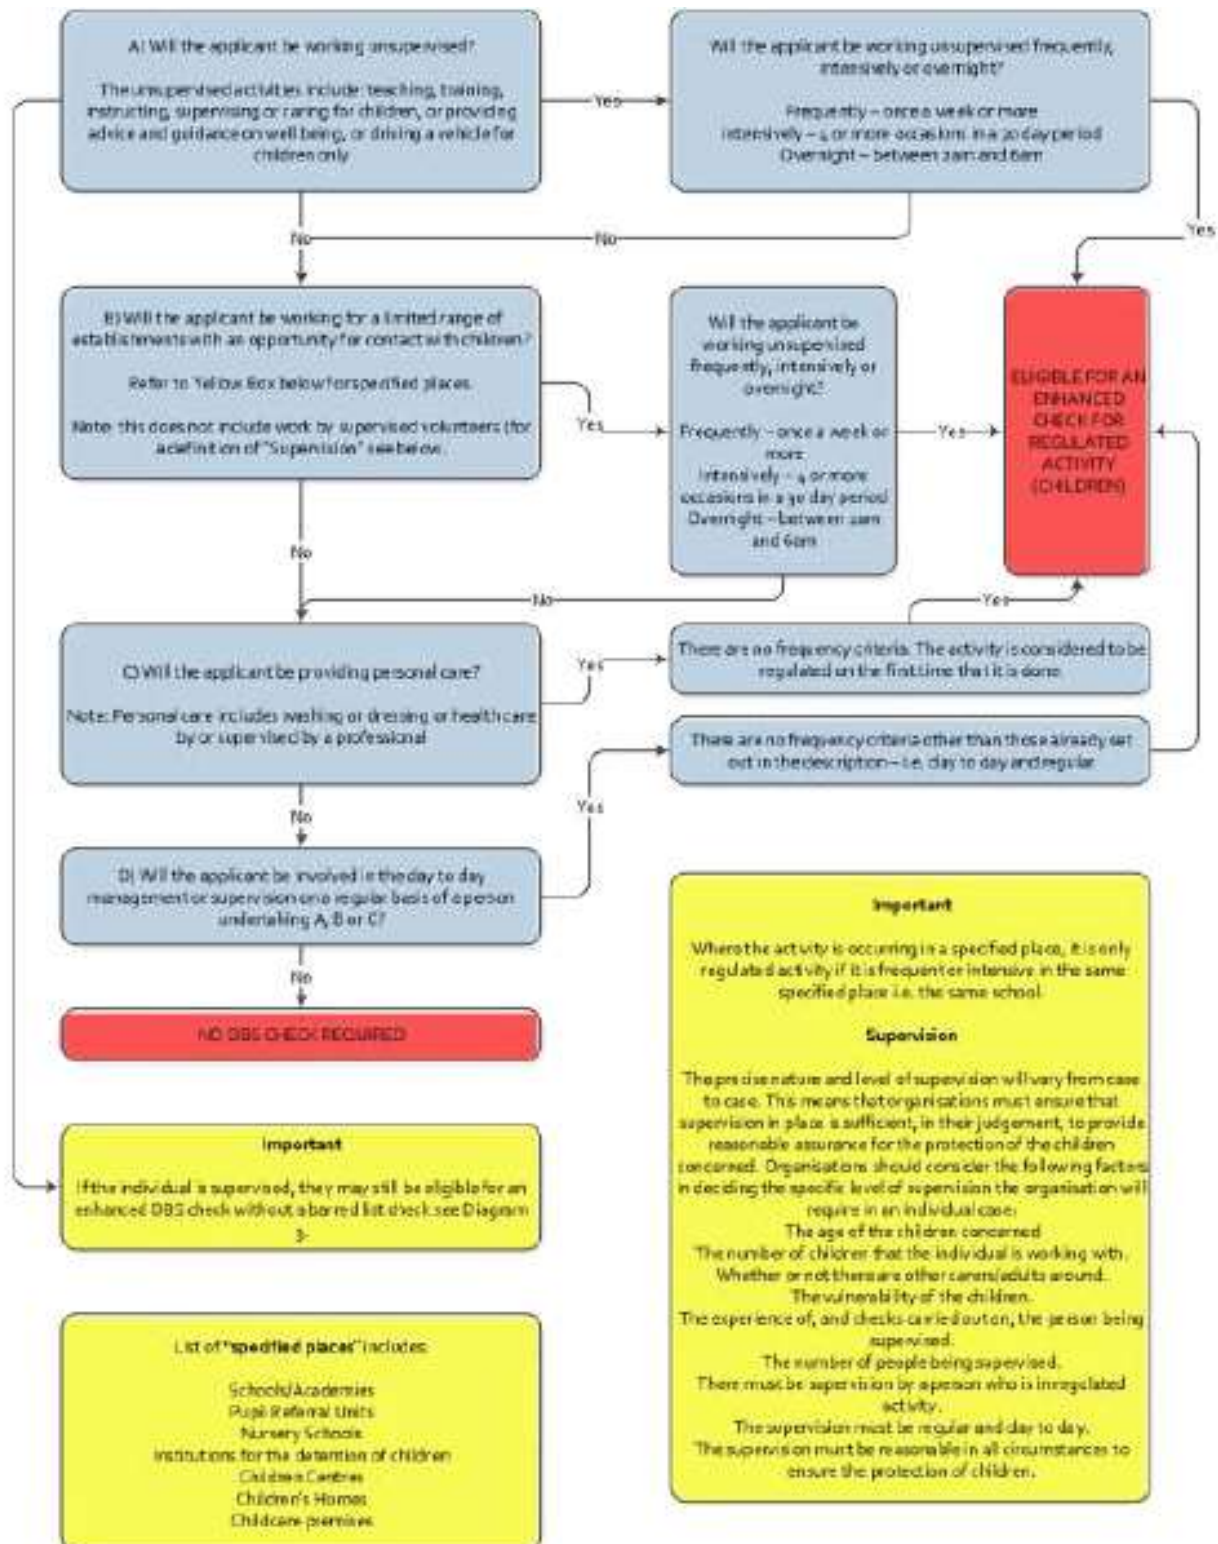 A) Will the applicant be working unsupervised?
The unsupervised activities include: teaching, training,
instructing, supervising or caring for children, or providing
advice and guidance on well being, or driving a vehicle for
children only
Yes
Will the applicant be working unsupervised frequently,
intensively or overnight?
Frequently – once a week or more
Intensively – 4 or more occasions in a 30 day period
Overnight – between 2am and 6am
No
No
Yes
B) Will the applicant be working for a limited range of
establishments with an opportunity for contact with children?
Refer to Yellow Box below for specified places.
Note: this does not include work by supervised volunteers (for
a definition of "Supervision" see below.
Yes
Will the applicant be
working unsupervised
frequently, intensively or
overnight?
Frequently – once a week or
more
Intensively – 4 or more
occasions in a 30 day period
Overnight – between 2am
and 6am
Yes
ELIGIBLE FOR AN
ENHANCED
CHECK FOR
REGULATED
ACTIVITY
(CHILDREN)
No
No
Yes
C) Will the applicant be providing personal care?
Note: Personal care includes washing or dressing or health care
by or supervised by a professional
Yes
There are no frequency criteria. The activity is considered to be
regulated on the first time that it is done
There are no frequency criteria other than those already set
out in the description – i.e. day to day and regular
No
Yes
D) Will the applicant be involved in the day to day
management or supervision on a regular basis of a person
undertaking A, B or C?
No
NO DBS CHECK REQUIRED
Important
If the individual is supervised, they may still be eligible for an
enhanced DBS check without a barred list check see Diagram
3.
List of "specified places" includes:
Schools/Academies
Pupil Referral Units
Nursery Schools
Institutions for the detention of children
Children Centres
Children's Homes
Childcare premises
Important
Where the activity is occurring in a specified place, it is only
regulated activity if it is frequent or intensive in the same
specified place i.e. the same school.
Supervision
The precise nature and level of supervision will vary from case
to case. This means that organisations must ensure that
supervision in place is sufficient, in their judgement, to provide
reasonable assurance for the protection of the children
concerned. Organisations should consider the following factors
in deciding the specific level of supervision the organisation will
require in an individual case:
The age of the children concerned
The number of children that the individual is working with.
Whether or not there are other carers/adults around.
The vulnerability of the children.
The experience of, and checks carried out on, the person being
supervised.
The number of people being supervised.
There must be supervision by a person who is in regulated
activity.
The supervision must be regular and day to day.
The supervision must be reasonable in all circumstances to
ensure the protection of children.